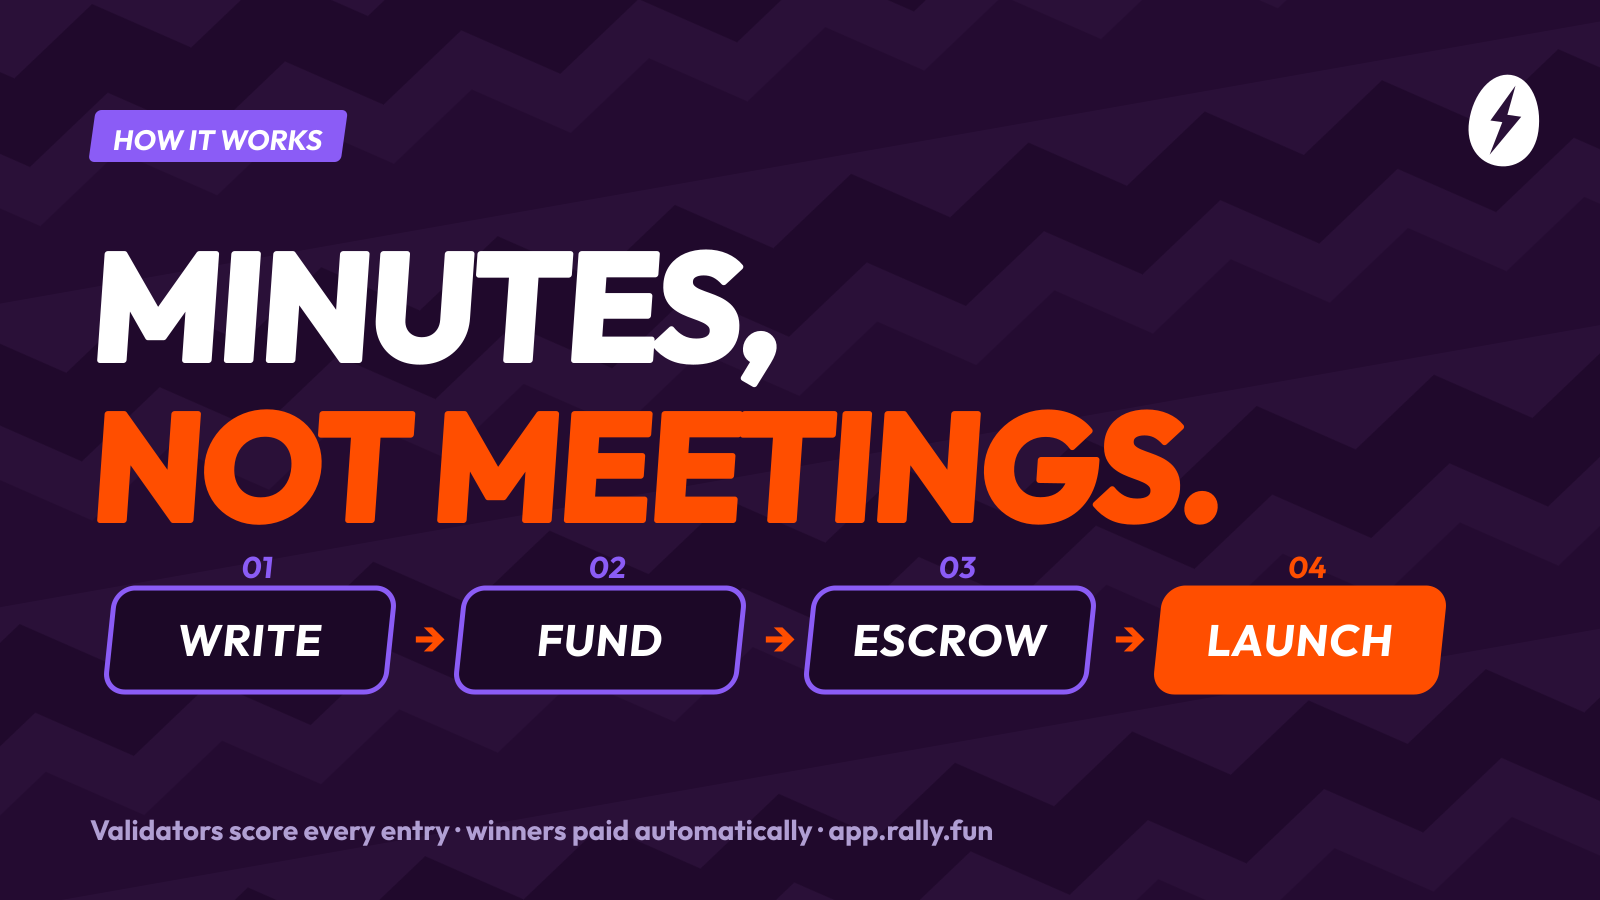 HOW IT WORKS
MINUTES,
NOT MEETINGS.
01 02 03 04
WRITE → FUND → ESCROW → LAUNCH
Validators score every entry · winners paid automatically · app.rally.fun